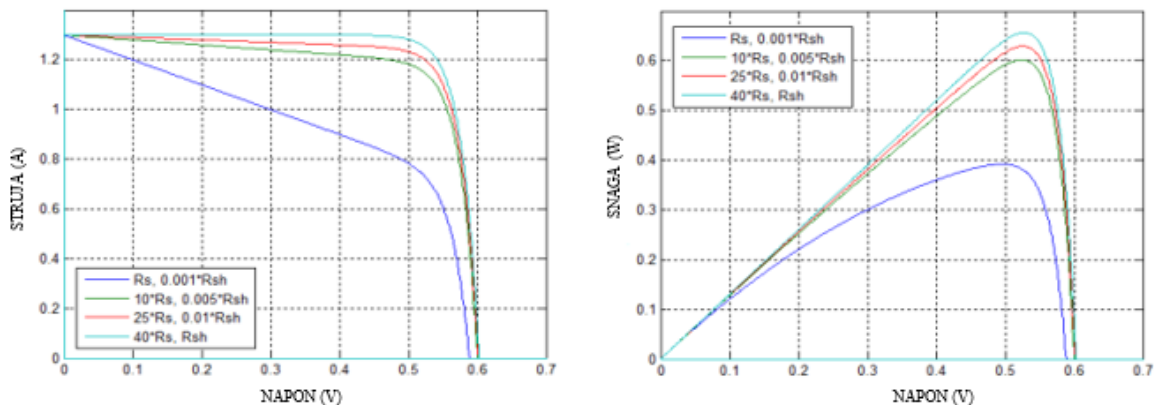 STRUJA (A)
1.2
1
0.8
0.6
0.4
0.2
0
Rs, 0.001*Rsh
10*Rs, 0.005*Rsh
25*Rs, 0.01*Rsh
40*Rs, Rsh
0 0.1 0.2 0.3 0.4 0.5 0.6 0.7
NAPON (V)
SNAGA (W)
0.6
0.5
0.4
0.3
0.2
0.1
0
Rs, 0.001*Rsh
10*Rs, 0.005*Rsh
25*Rs, 0.01*Rsh
40*Rs, Rsh
0 0.1 0.2 0.3 0.4 0.5 0.6 0.7
NAPON (V)